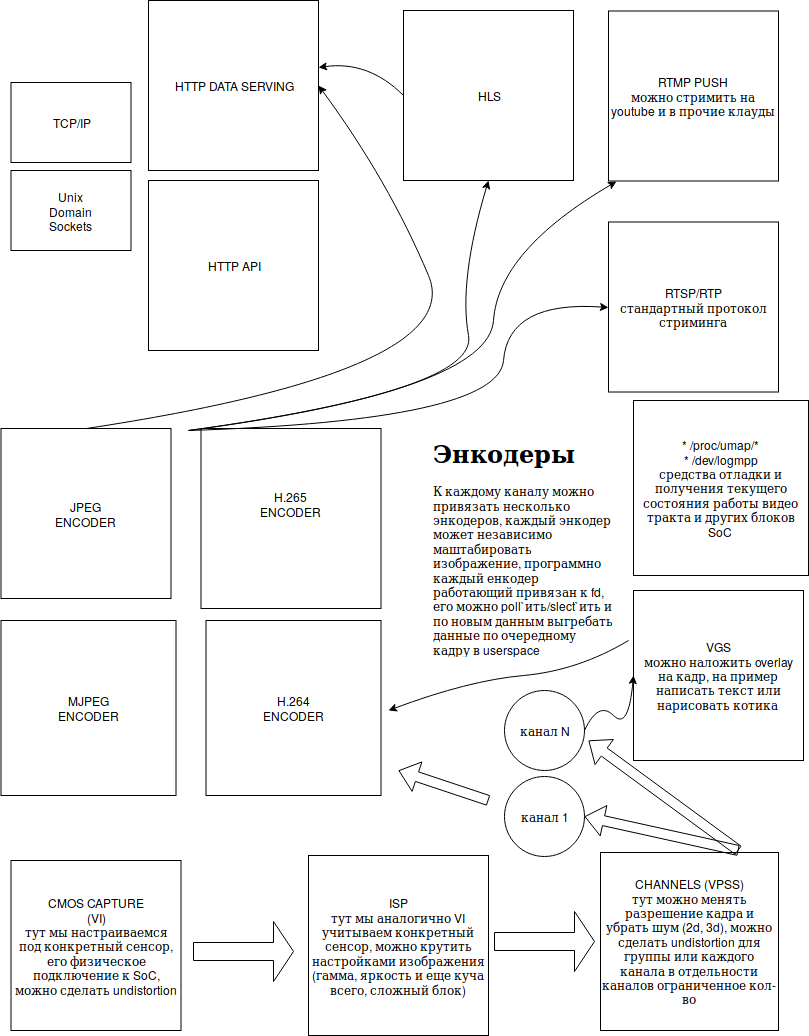 HTTP DATA SERVING
HLS
RTMP PUSH
можно стримить на
youtube и в прочие клауды
TCP/IP
Unix
Domain
Sockets
HTTP API
RTSP/RTP
стандартный протокол
стриминга
JPEG
ENCODER
H.265
ENCODER
Энкодеры
К каждому каналу можно
привязать несколько
энкодеров, каждый энкодер
может независимо
маштабировать
изображение, программно
каждый енкодер
работающий привязан к fd,
его можно poll`ить/slect`ить и
по новым данным выгребать
данные по очередному
кадру в userspace
* /proc/umap/*
* /dev/logmpp
средства отладки и
получения текущего
состояния работы видео
тракта и других блоков
SoC
MJPEG
ENCODER
H.264
ENCODER
VGS
можно наложить overlay
на кадр, на пример
написать текст или
нарисовать котика
канал N
канал 1
CMOS CAPTURE
(VI)
тут мы настраиваемся
под конкретный сенсор,
его физическое
подключение к SoC,
можно сделать undistortion
ISP
тут мы аналогично VI
учитываем конкретный
сенсор, можно крутить
настройками изображения
(гамма, яркость и еще куча
всего, сложный блок)
CHANNELS (VPSS)
тут можно менять
разрешение кадра и
убрать шум (2d, 3d), можно
сделать undistortion для
группы или каждого
канала в отдельности
каналов ограниченное кол-
во